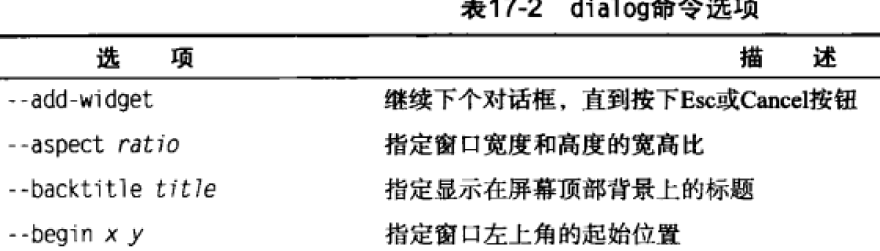 表17-2 dialog命令选项
选 项 描 述
--add-widget 继续下个对话框，直到按下Esc或Cancel按钮
--aspect ratio 指定窗口宽度和高度的宽高比
--backtitle title 指定显示在屏幕顶部背景上的标题
--begin x y 指定窗口左上角的起始位置